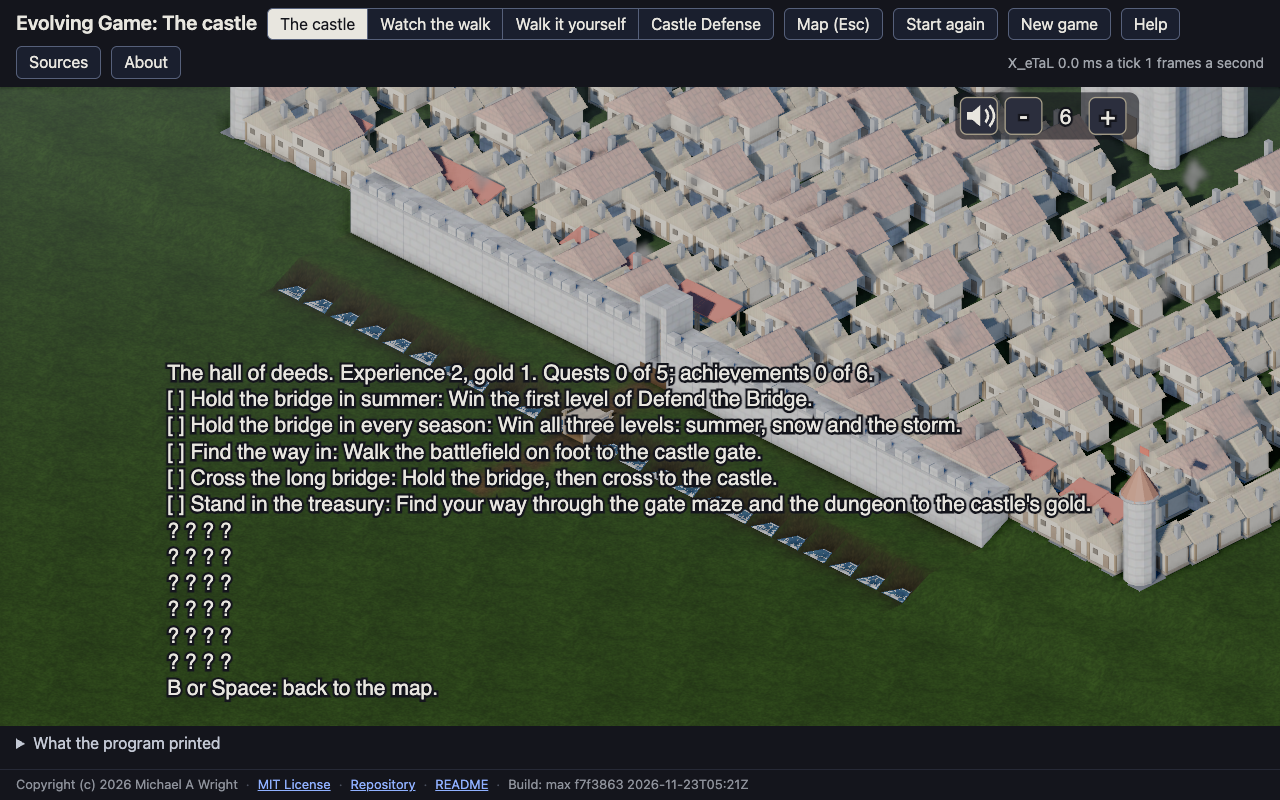 Evolving Game: The castle
The castle
Watch the walk
Walk it yourself
Castle Defense
Map (Esc)
Start again
New game
Help
Sources
About
X_eTaL 0.0 ms a tick 1 frames a second
- 6 +
The hall of deeds. Experience 2, gold 1. Quests 0 of 5; achievements 0 of 6.
[ ] Hold the bridge in summer: Win the first level of Defend the Bridge.
[ ] Hold the bridge in every season: Win all three levels: summer, snow and the storm.
[ ] Find the way in: Walk the battlefield on foot to the castle gate.
[ ] Cross the long bridge: Hold the bridge, then cross to the castle.
[ ] Stand in the treasury: Find your way through the gate maze and the dungeon to the castle's gold.
? ? ? ?
? ? ? ?
? ? ? ?
? ? ? ?
? ? ? ?
? ? ? ?
B or Space: back to the map.
What the program printed
Copyright (c) 2026 Michael A Wright · MIT License · Repository · README · Build: max f7f3863 2026-11-23T05:21Z